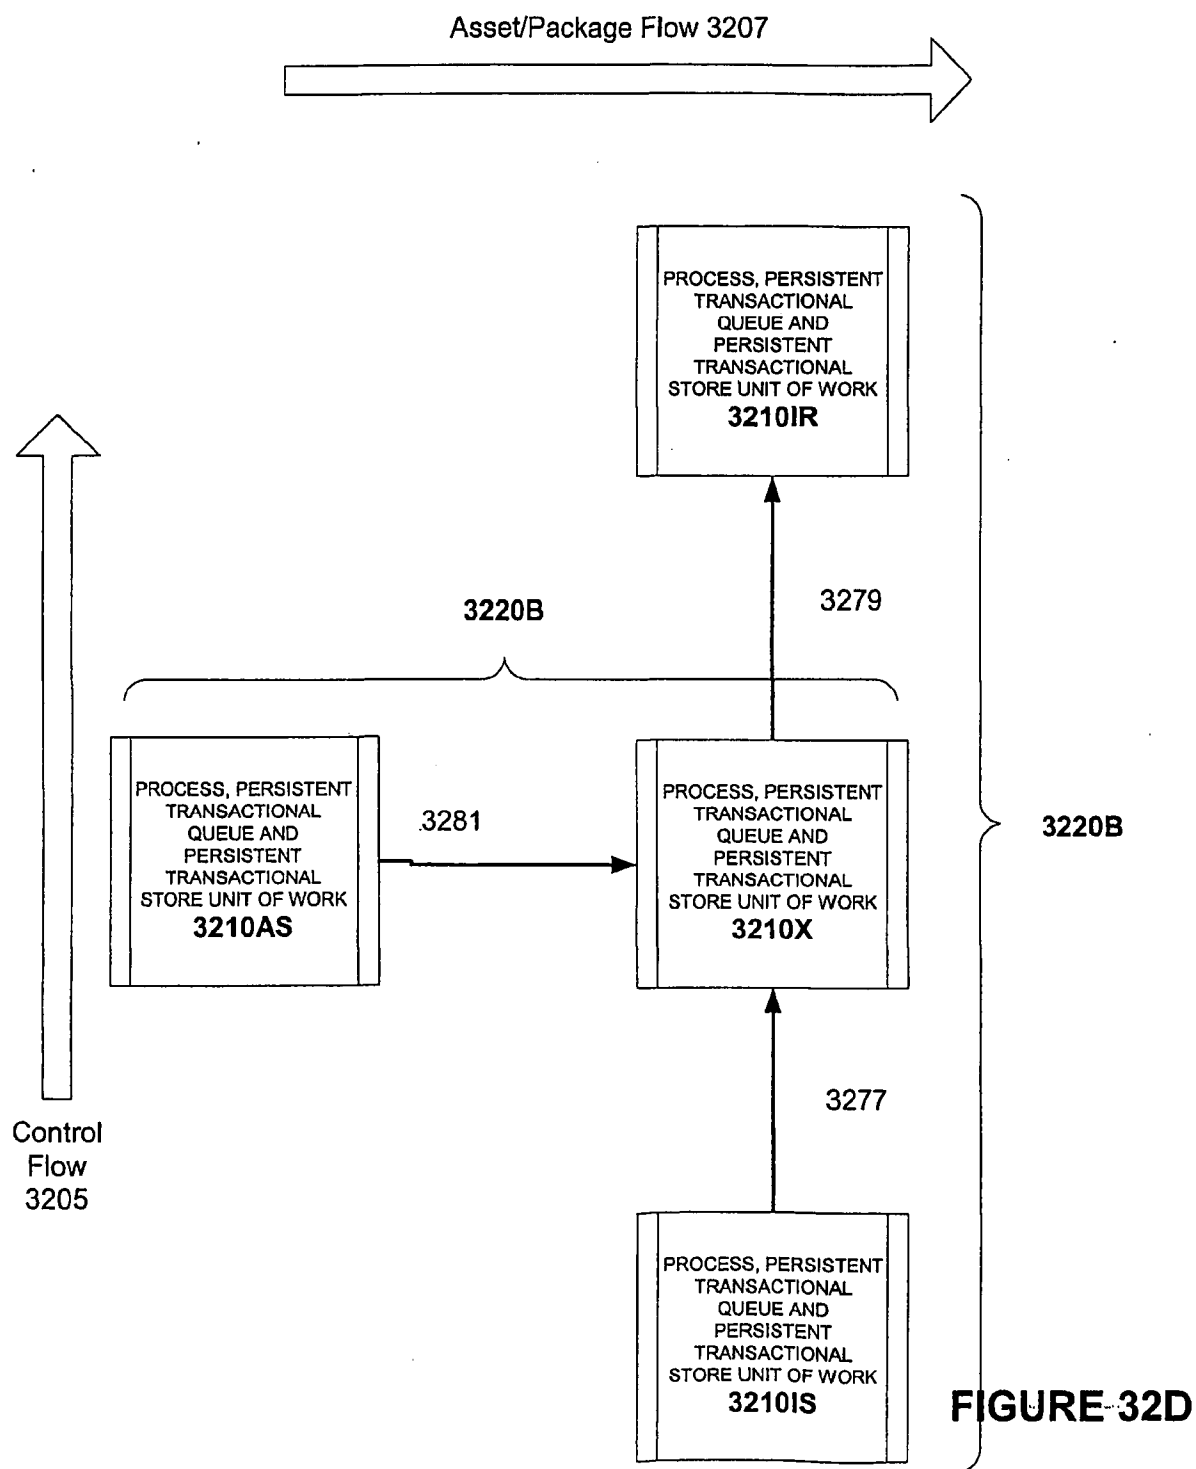 Asset/Package Flow 3207
PROCESS, PERSISTENT
TRANSACTIONAL
QUEUE AND
PERSISTENT
TRANSACTIONAL
STORE UNIT OF WORK
3210IR
3279
3220B
PROCESS, PERSISTENT
TRANSACTIONAL
QUEUE AND
PERSISTENT
TRANSACTIONAL
STORE UNIT OF WORK
3210AS
3281
PROCESS, PERSISTENT
TRANSACTIONAL
QUEUE AND
PERSISTENT
TRANSACTIONAL
STORE UNIT OF WORK
3210X
3220B
3277
Control
Flow
3205
PROCESS, PERSISTENT
TRANSACTIONAL
QUEUE AND
PERSISTENT
TRANSACTIONAL
STORE UNIT OF WORK
3210IS
FIGURE 32D